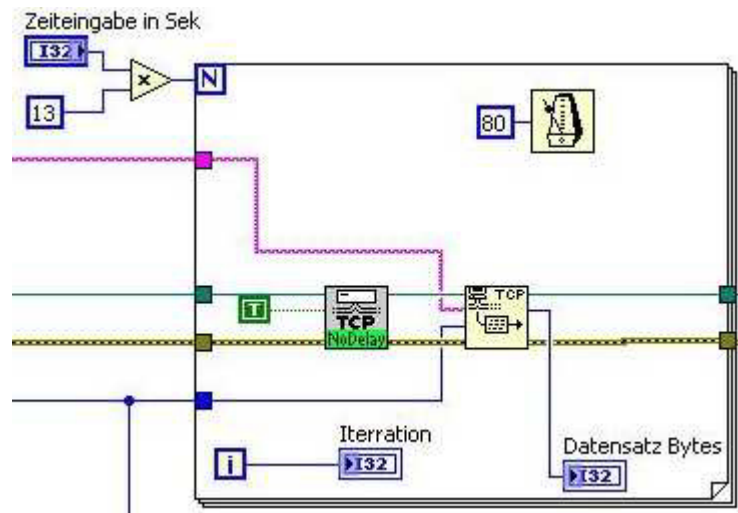 Zeiteingabe in Sek
I32
13
×
N
80
T
TCP
NoDelay
TCP
Iterration
i
I32
Datensatz Bytes
I32